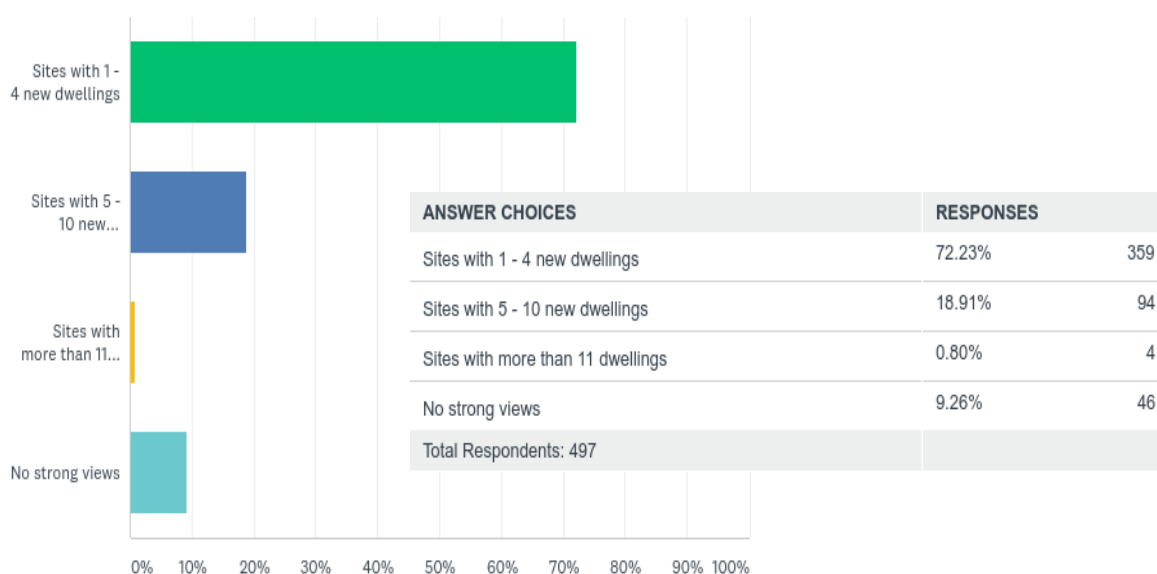 Sites with 1 -
4 new dwellings
Sites with 5 -
10 new...
Sites with
more than 11...
No strong views
0% 10% 20% 30% 40% 50% 60% 70% 80% 90% 100%
ANSWER CHOICES RESPONSES
Sites with 1 - 4 new dwellings 72.23% 359
Sites with 5 - 10 new dwellings 18.91% 94
Sites with more than 11 dwellings 0.80% 4
No strong views 9.26% 46
Total Respondents: 497